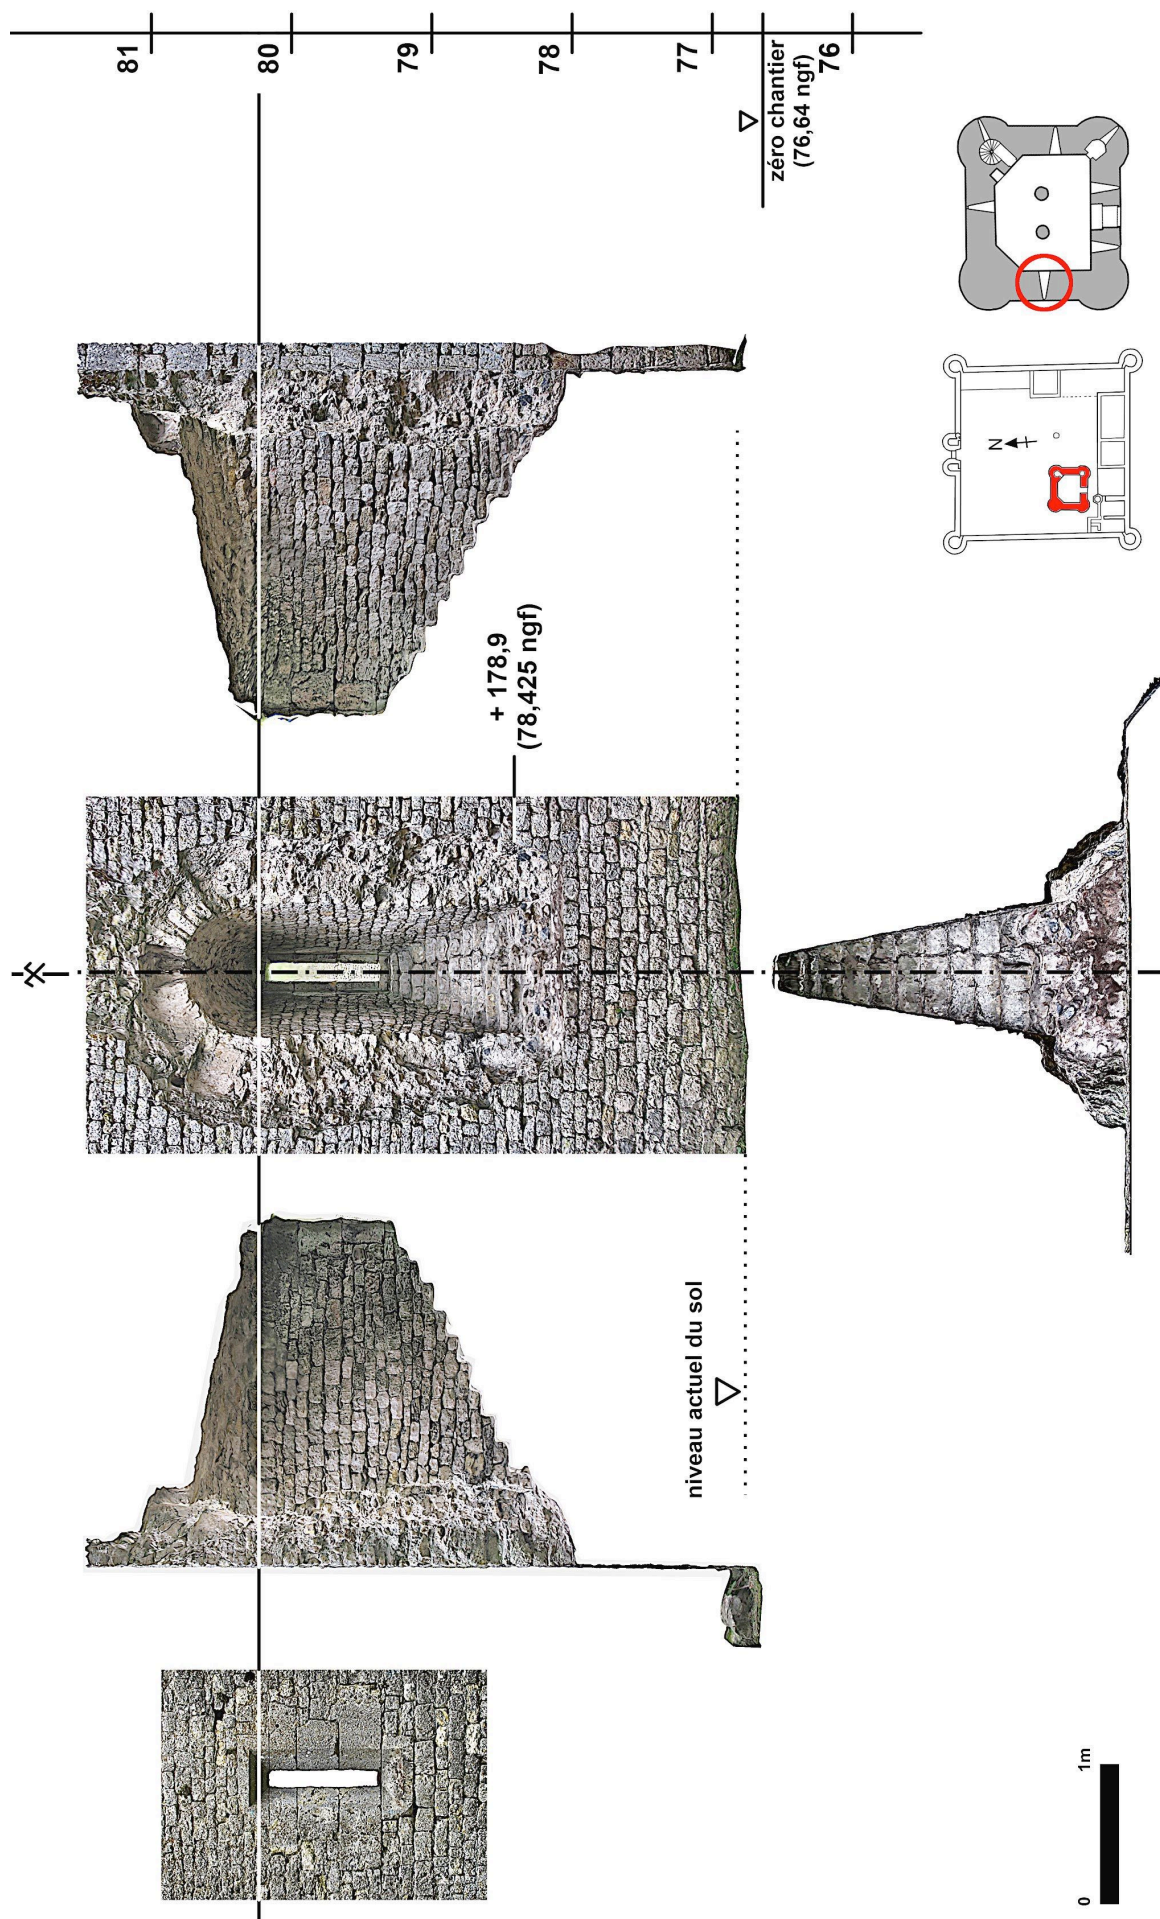 81
80
79
78
77
76
zéro chantier
(76,64 ngf)
+ 178,9
(78,425 ngf)
niveau actuel du sol
N
0
1m